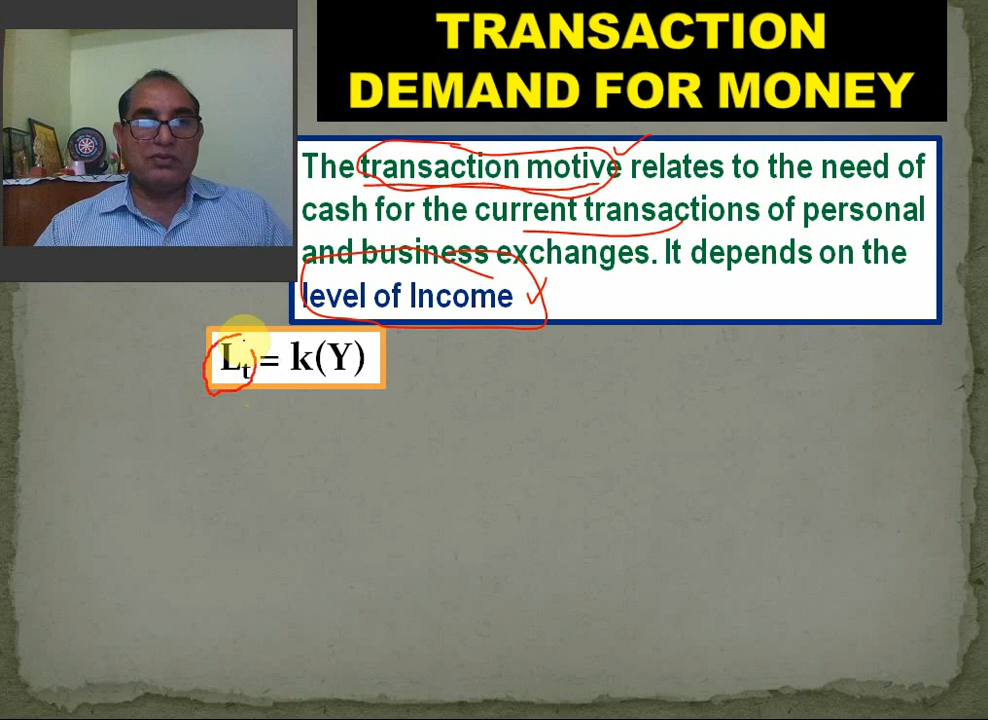 TRANSACTION
DEMAND FOR MONEY
The transaction motive relates to the need of
cash for the current transactions of personal
and business exchanges. It depends on the
level of Income
Lt = k(Y)